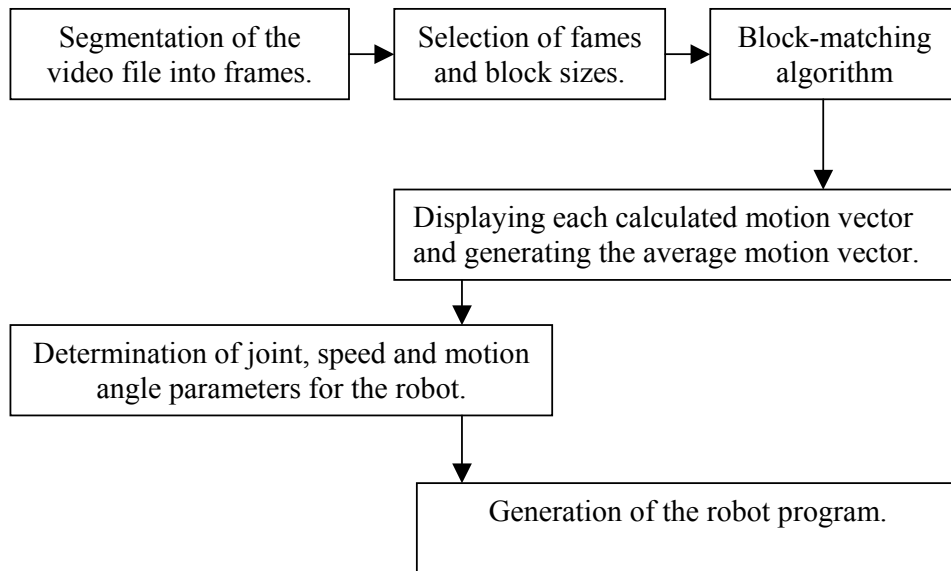 Segmentation of the
video file into frames.
Selection of fames
and block sizes.
Block-matching
algorithm
Displaying each calculated motion vector
and generating the average motion vector.
Determination of joint, speed and motion
angle parameters for the robot.
Generation of the robot program.